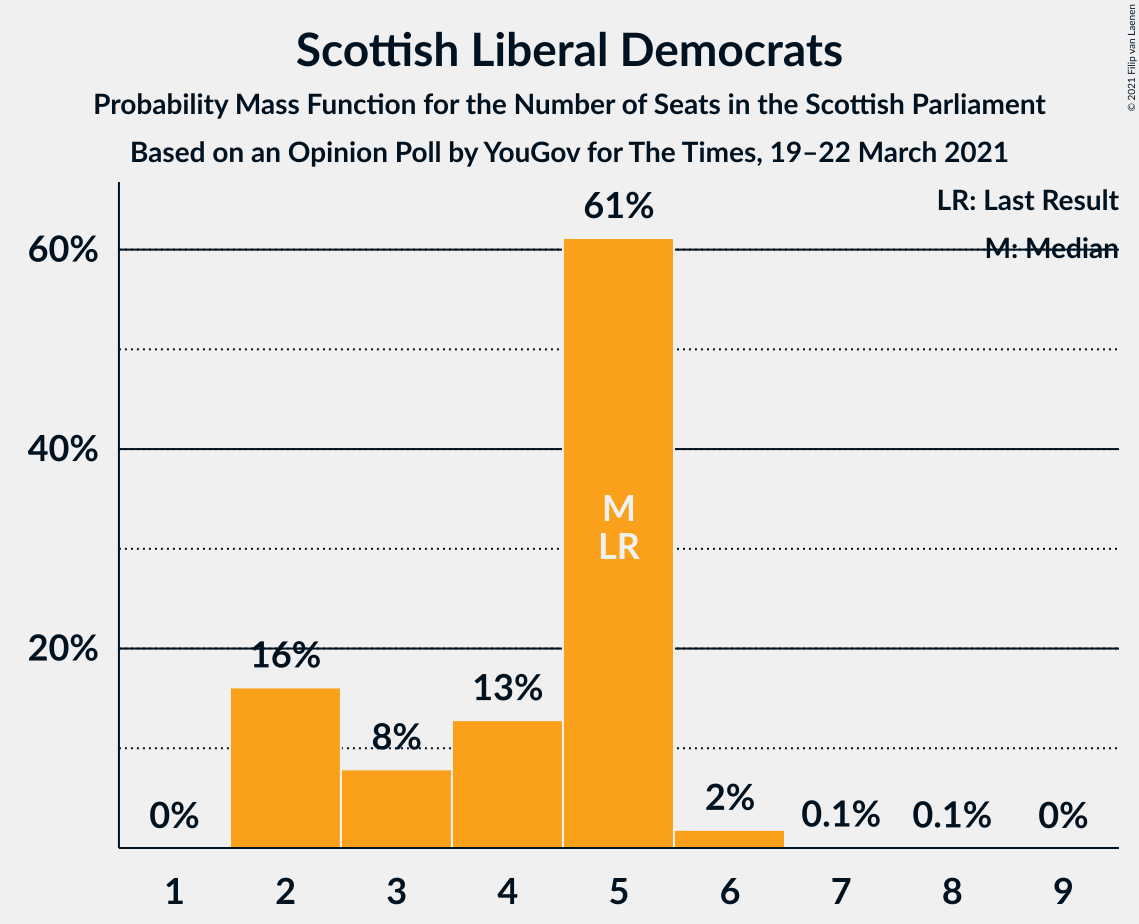 Scottish Liberal Democrats
Probability Mass Function for the Number of Seats in the Scottish Parliament
Based on an Opinion Poll by YouGov for The Times, 19–22 March 2021
© 2021 Filip van Laenen
LR: Last Result
M: Median
60%
40%
20%
0%
16%
8%
13%
61%
M
LR
2%
0.1%
0.1%
0%
1 2 3 4 5 6 7 8 9